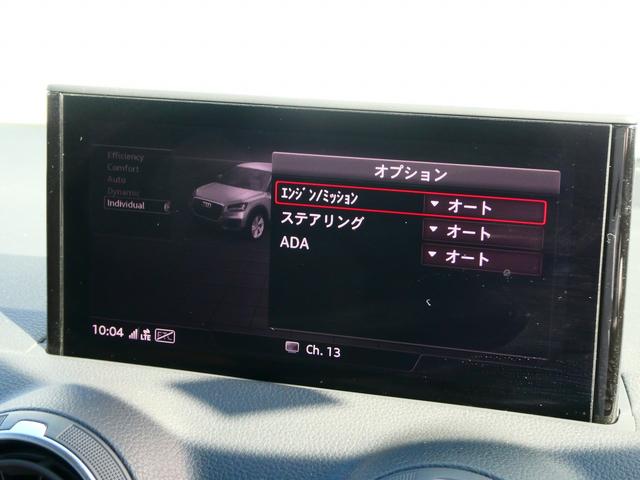 Efficiency
Comfort
Auto
Dynamic
Individual
オプション
ｴﾝｼﾞﾝ/ﾐｯｼｮﾝ オート
ステアリング オート
ADA オート
10:04 LTE
Ch. 13